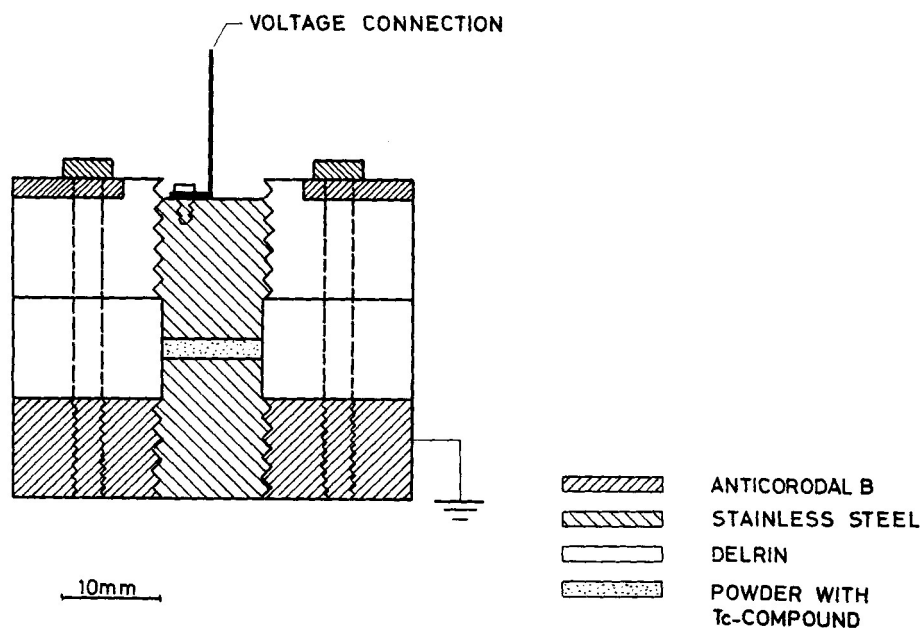 VOLTAGE CONNECTION
ANTICORODAL B
STAINLESS STEEL
DELRIN
POWDER WITH
Tc-COMPOUND
10mm